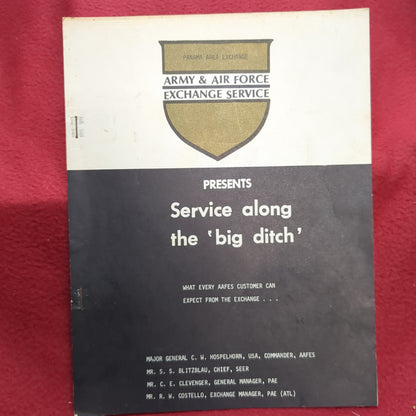 PANAMA AREA EXCHANGE
ARMY & AIR FORCE
EXCHANGE SERVICE
PRESENTS
Service along
the ‛big ditch’
WHAT EVERY AAFES CUSTOMER CAN
EXPECT FROM THE EXCHANGE . . .
MAJOR GENERAL C. W. HOSPELHORN, USA, COMMANDER, AAFES
MR. S. S. BLITZBLAU, CHIEF, SEER
MR. C. E. CLEVENGER, GENERAL MANAGER, PAE
MR. R. W. COSTELLO, EXCHANGE MANAGER, PAE (ATL)